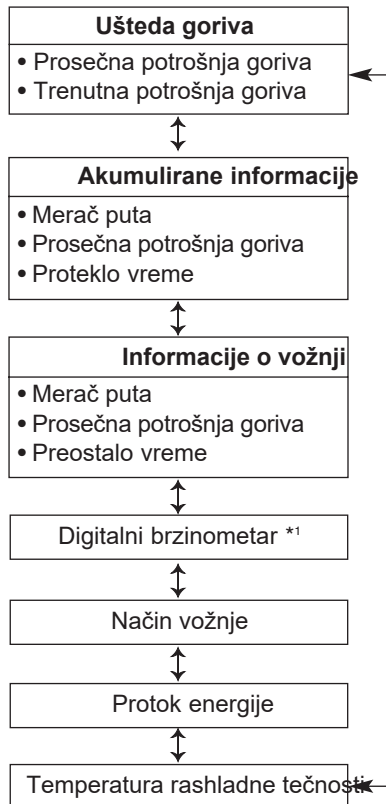 Ušteda goriva
• Prosečna potrošnja goriva
• Trenutna potrošnja goriva
Akumulirane informacije
• Merač puta
• Prosečna potrošnja goriva
• Proteklo vreme
Informacije o vožnji
• Merač puta
• Prosečna potrošnja goriva
• Preostalo vreme
Digitalni brzinometar *1
Način vožnje
Protok energije
Temperatura rashladne tečnosti